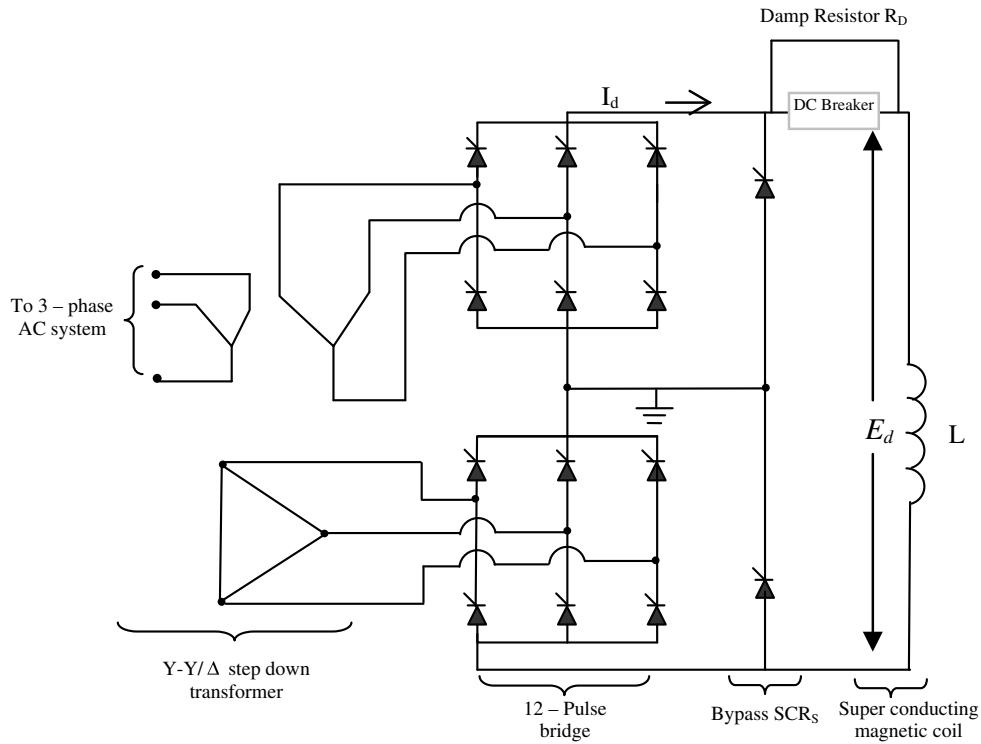 Damp Resistor R_D
I_d
DC Breaker
To 3 – phase
AC system
E_d
L
Y-Y/ Δ step down
transformer
12 – Pulse
bridge
Bypass SCR_S
Super conducting
magnetic coil